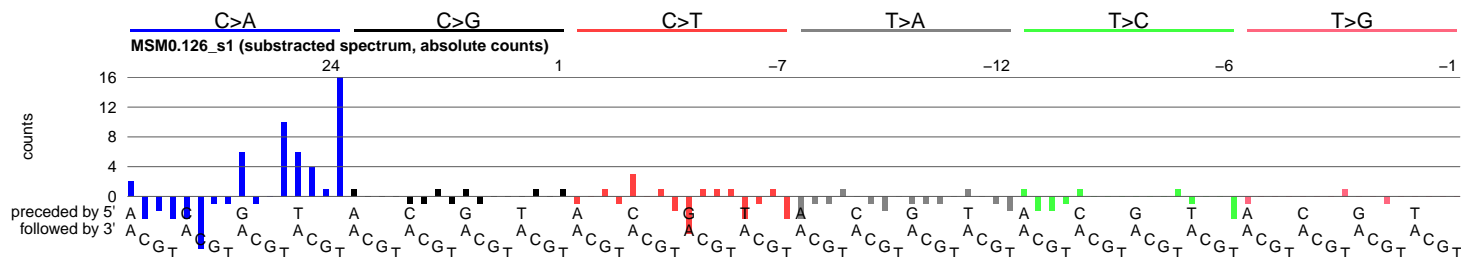 C>A C>G C>T T>A T>C T>G
MSM0.126_s1 (substracted spectrum, absolute counts)
24 1 −7 −12 −6 −1
16
12
8
4
0
counts
preceded by 5' A C G T A C G T A C G T A C G T A C G T A C G T
followed by 3' A C G T A C G T A C G T A C G T A C G T A C G T A C G T A C G T A C G T A C G T A C G T A C G T A C G T A C G T A C G T A C G T A C G T A C G T A C G T A C G T A C G T A C G T A C G T A C G T